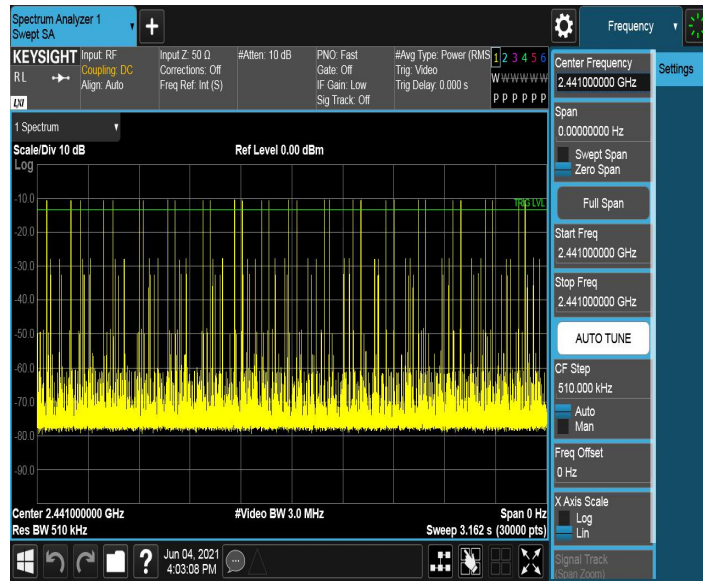 Spectrum Analyzer 1
Swept SA
+
Frequency
KEYSIGHT
RL
LXI
Input: RF
Coupling: DC
Align: Auto
Input Z: 50 Ω
Corrections: Off
Freq Ref: Int (S)
#Atten: 10 dB
PNO: Fast
Gate: Off
IF Gain: Low
Sig Track: Off
#Avg Type: Power (RMS
Trig: Video
Trig Delay: 0.000 s
1 2 3 4 5 6
W W W W W W
P P P P P P
1 Spectrum
Scale/Div 10 dB
Ref Level 0.00 dBm
Log
-10.0
TRIG LVL
-20.0
-30.0
-40.0
-50.0
-60.0
-70.0
-80.0
-90.0
Center 2.441000000 GHz
#Video BW 3.0 MHz
Span 0 Hz
Res BW 510 kHz
Sweep 3.162 s (30000 pts)
?
Jun 04, 2021
4:03:08 PM
Center Frequency
2.441000000 GHz
Span
0.00000000 Hz
Swept Span
Zero Span
Full Span
Start Freq
2.441000000 GHz
Stop Freq
2.441000000 GHz
AUTO TUNE
CF Step
510.000 kHz
Auto
Man
Freq Offset
0 Hz
X Axis Scale
Log
Lin
Signal Track
(Span Zoom)
Settings